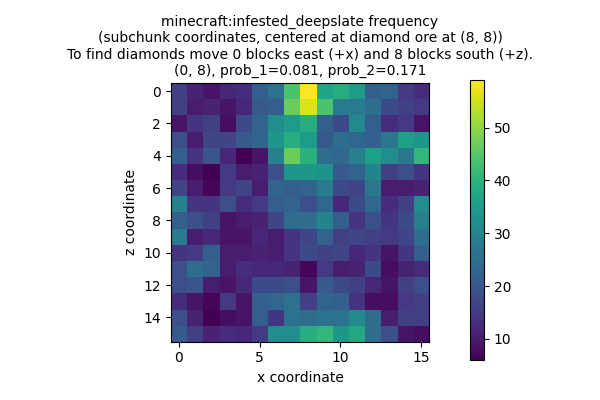 minecraft:infested_deepslate frequency
(subchunk coordinates, centered at diamond ore at (8, 8))
To find diamonds move 0 blocks east (+x) and 8 blocks south (+z).
(0, 8), prob_1=0.081, prob_2=0.171
0
2
4
6
8
10
12
14
z coordinate
0
5
10
15
x coordinate
50
40
30
20
10